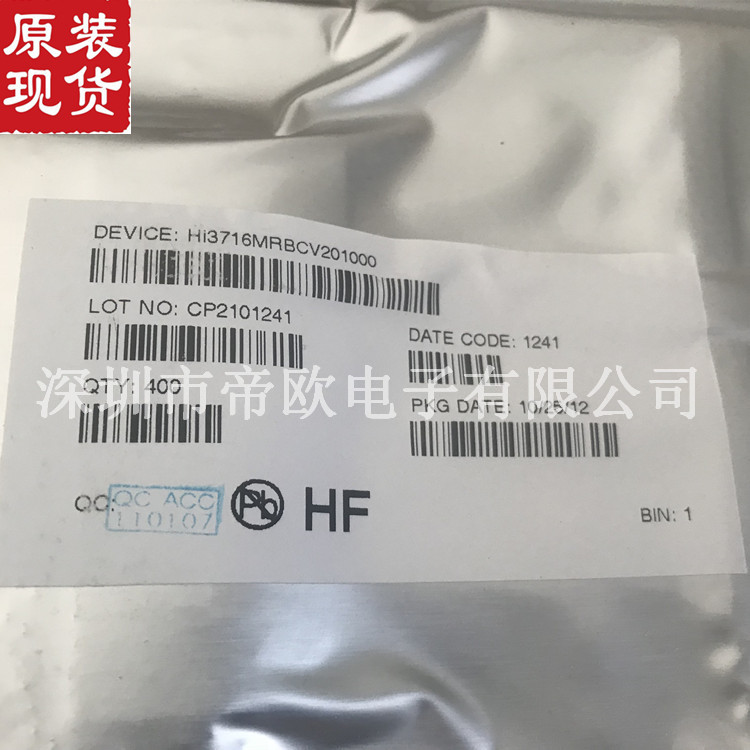 原装
现货
DEVICE: Hi3716MRBCV201000
LOT NO: CP2101241
DATE CODE: 1241
QTY: 400
PKG DATE: 10/25/12
深圳市帝欧电子有限公司
QC:
QC ACC
110107
Pb
HF
BIN: 1